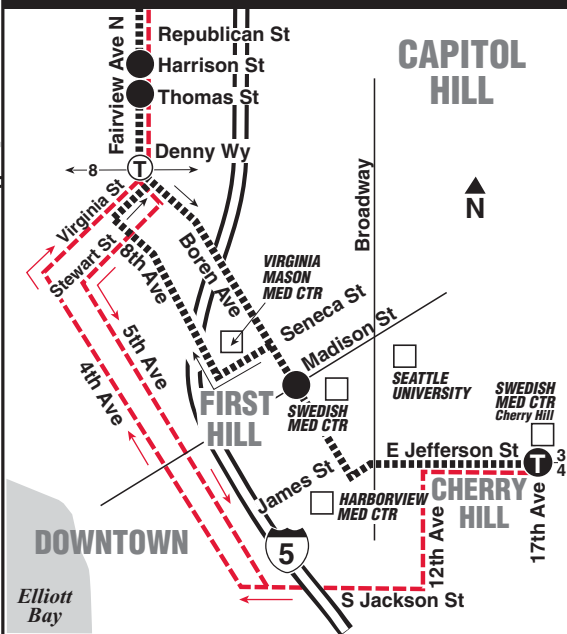 Republican St
Harrison St
Thomas St
Fairview Ave N
CAPITOL
HILL
Denny Wy
T
8
N
Broadway
Virginia St
Stewart St
8th Ave
Boren Ave
VIRGINIA
MASON
MED CTR
Seneca St
Madison St
5th Ave
4th Ave
FIRST
HILL
SWEDISH
MED CTR
SEATTLE
UNIVERSITY
SWEDISH
MED CTR
Cherry Hill
E Jefferson St
T
3
4
James St
HARBORVIEW
MED CTR
CHERRY
HILL
12th Ave
17th Ave
DOWNTOWN
5
S Jackson St
Elliott
Bay